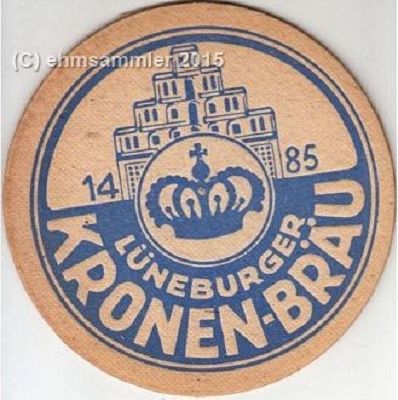 (C) ehmsammler 2015
14 85
LÜNEBURGER
KRONEN-BRÄU